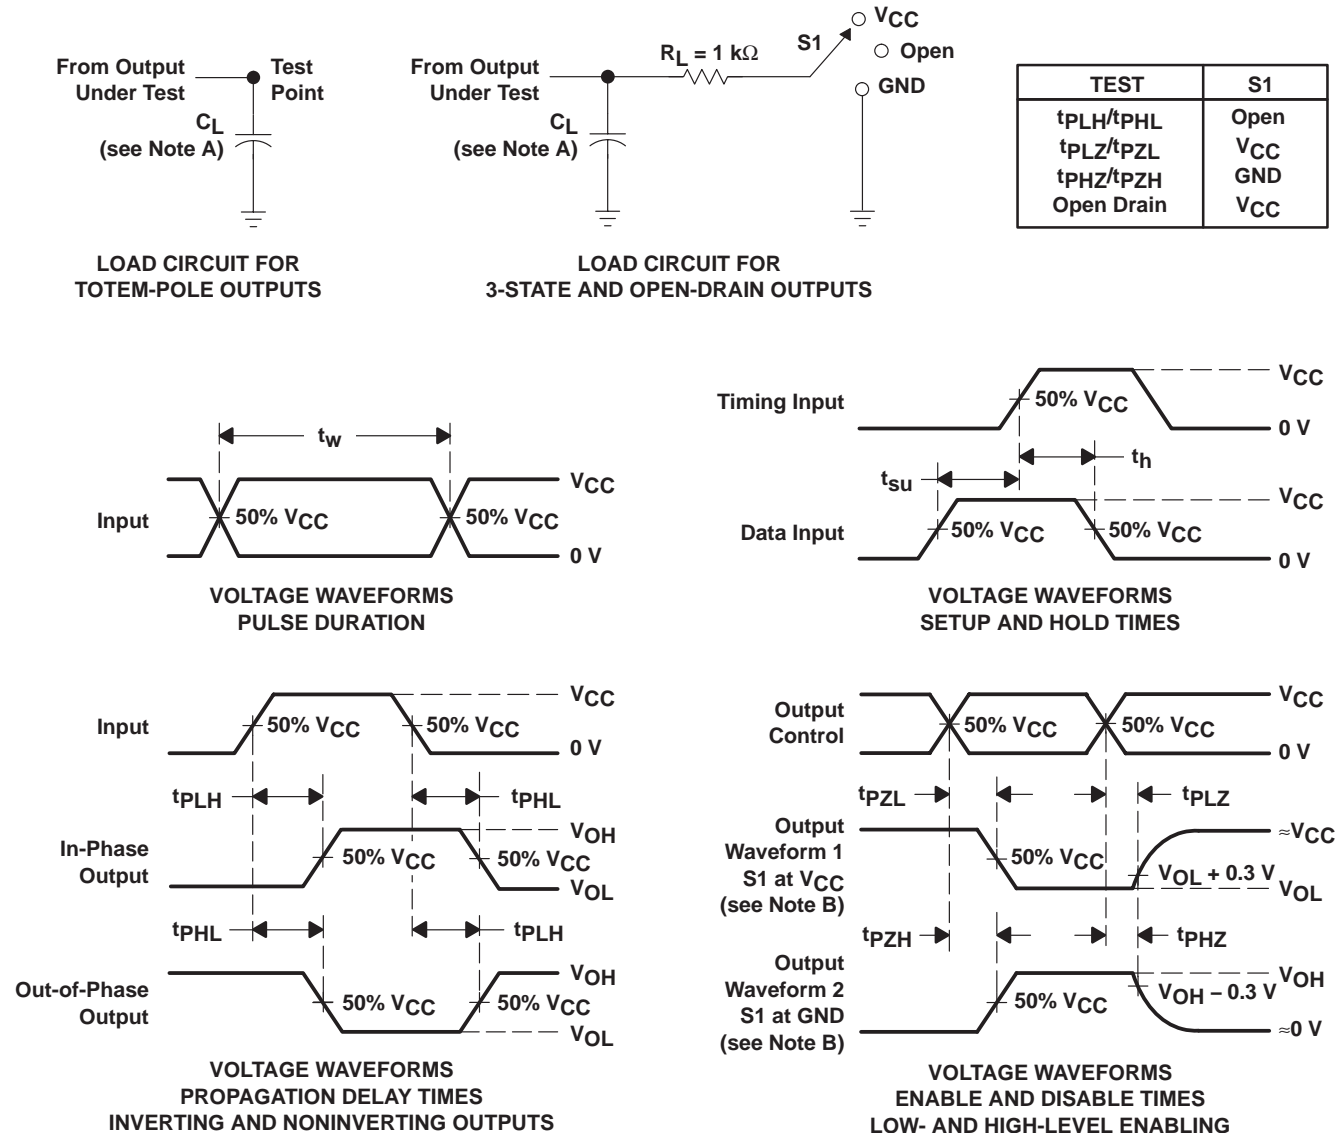 From Output
Under Test
Test
Point
CL
(see Note A)
LOAD CIRCUIT FOR
TOTEM-POLE OUTPUTS
From Output
Under Test
RL = 1 kΩ
S1
VCC
Open
GND
CL
(see Note A)
LOAD CIRCUIT FOR
3-STATE AND OPEN-DRAIN OUTPUTS
TEST S1
tPLH/tPHL Open
tPLZ/tPZL VCC
tPHZ/tPZH GND
Open Drain VCC
tw
Input
50% VCC
50% VCC
VCC
0 V
VOLTAGE WAVEFORMS
PULSE DURATION
Timing Input
50% VCC
VCC
0 V
th
tsu
Data Input
50% VCC
50% VCC
VCC
0 V
VOLTAGE WAVEFORMS
SETUP AND HOLD TIMES
Input
50% VCC
50% VCC
VCC
0 V
tPLH
tPHL
In-Phase
Output
50% VCC
50% VCC
VOH
VOL
tPHL
tPLH
Out-of-Phase
Output
50% VCC
50% VCC
VOH
VOL
VOLTAGE WAVEFORMS
PROPAGATION DELAY TIMES
INVERTING AND NONINVERTING OUTPUTS
Output
Control
50% VCC
50% VCC
VCC
0 V
tPZL
tPLZ
Output
Waveform 1
S1 at VCC
(see Note B)
50% VCC
≈VCC
VOL + 0.3 V
VOL
tPZH
tPHZ
Output
Waveform 2
S1 at GND
(see Note B)
50% VCC
VOH
VOH – 0.3 V
≈0 V
VOLTAGE WAVEFORMS
ENABLE AND DISABLE TIMES
LOW- AND HIGH-LEVEL ENABLING